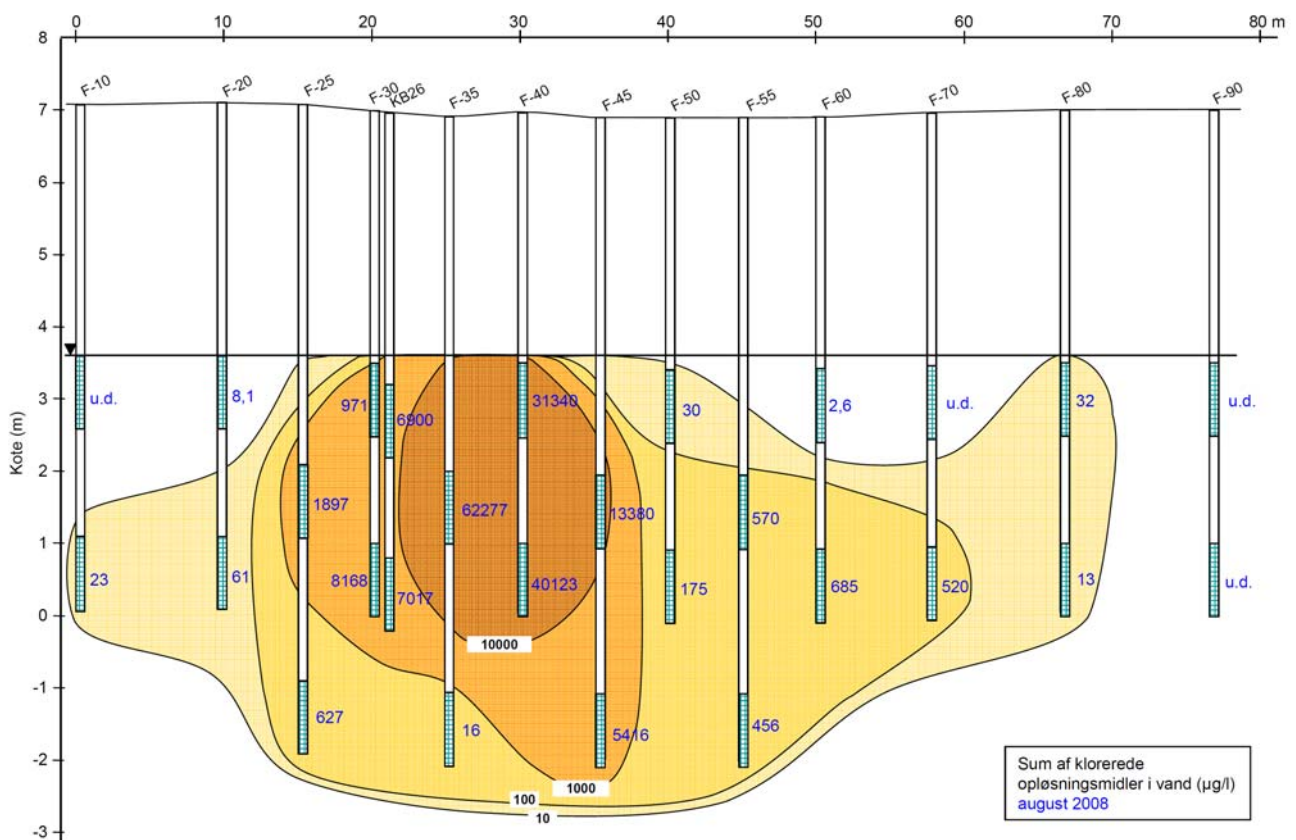 0 10 20 30 40 50 60 70 80 m
8
F-10 F-20 F-25 F-30 KB26 F-35 F-40 F-45 F-50 F-55 F-60 F-70 F-80 F-90
7
6
5
4
3
2
1
0
-1
-2
-3
Kote (m)
u.d. 8,1 971 6900 31340 30 2,6 u.d. 32 u.d.
1897 62277 13380 570
23 61 8168 7017 40123 175 685 520 13 u.d.
10000
627 16 5416 456
1000
100
10
Sum af klorerede
opløsningsmidler i vand (µg/l)
august 2008